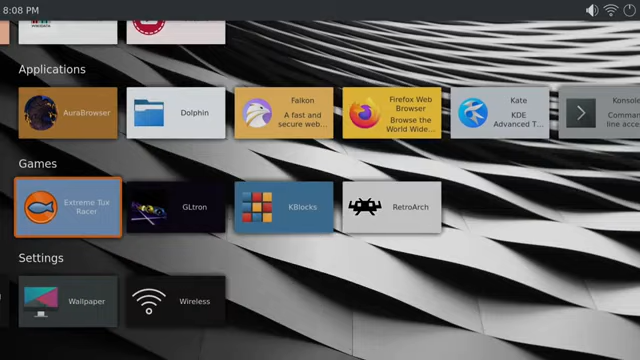 8:08 PM
WIKIDATA
Applications
AuraBrowser
Dolphin
Falkon
A fast and
secure web...
Firefox Web
Browser
Browse the
World Wide...
Kate
KDE
Advanced T...
Konsole
Comman
line acce
Games
Extreme Tux
Racer
GLtron
KBlocks
RetroArch
Settings
Wallpaper
Wireless